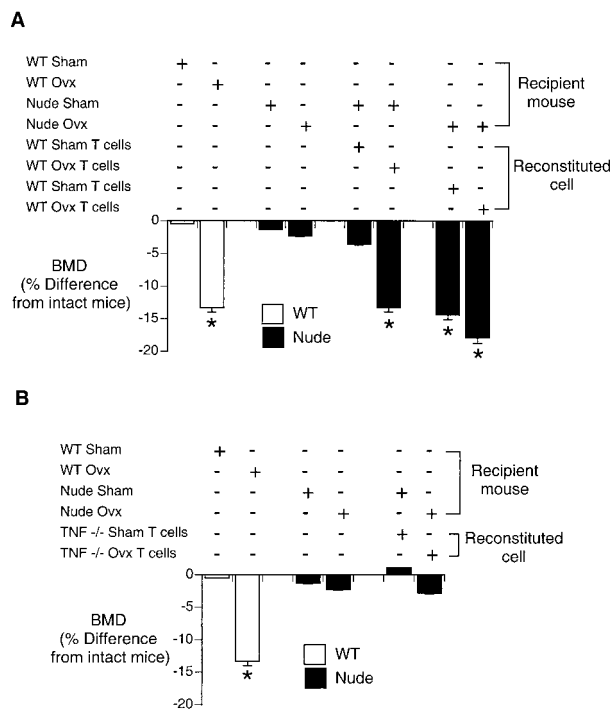 A
WT Sham + - - - - - - -
WT Ovx - + - - - - - -
Nude Sham - - + - + + - -
Nude Ovx - - - + - - + +
WT Sham T cells - - - - + - - -
WT Ovx T cells - - - - - + - -
WT Sham T cells - - - - - - + -
WT Ovx T cells - - - - - - - +
Recipient
mouse
Reconstituted
cell
0
-5
-10
-15
-20
BMD
(% Difference
from intact mice)
* * * *
WT
Nude
B
WT Sham + - - - - -
WT Ovx - + - - - -
Nude Sham - - + - + -
Nude Ovx - - - + - +
TNF -/- Sham T cells - - - - + -
TNF -/- Ovx T cells - - - - - +
Recipient
mouse
Reconstituted
cell
0
-5
-10
-15
-20
BMD
(% Difference
from intact mice)
*
WT
Nude